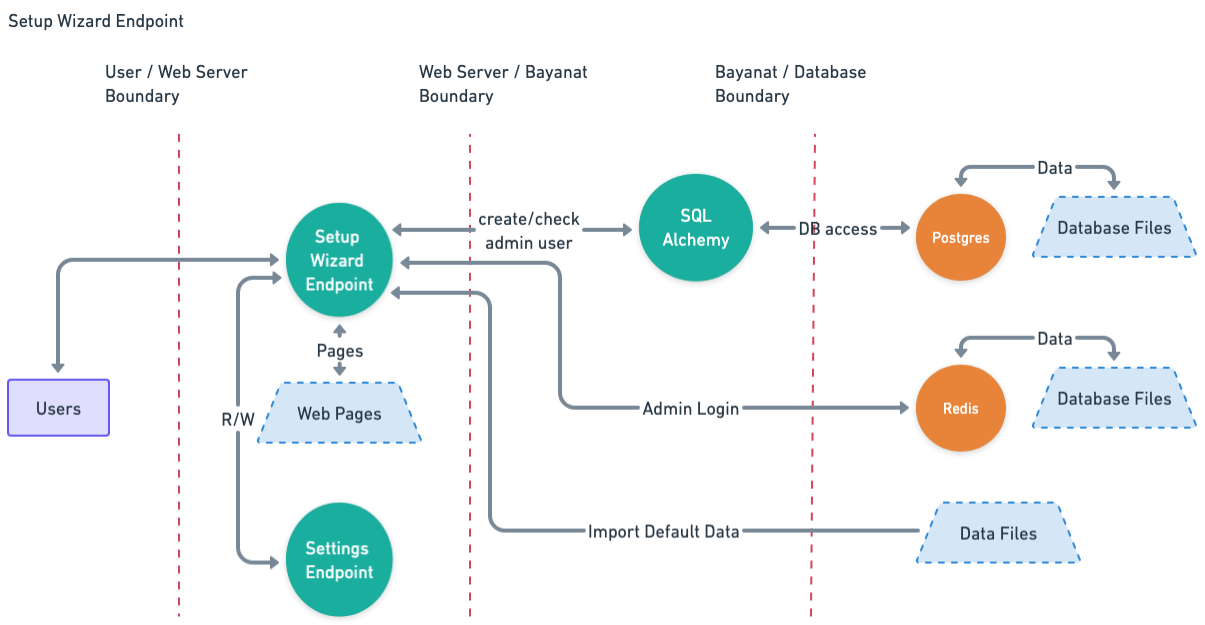 Setup Wizard Endpoint
User / Web Server
Boundary
Web Server / Bayanat
Boundary
Bayanat / Database
Boundary
Data
create/check
admin user
SQL
Alchemy
DB access
Postgres
Database Files
Setup
Wizard
Endpoint
Pages
Data
Users
R/W
Web Pages
Admin Login
Redis
Database Files
Import Default Data
Data Files
Settings
Endpoint